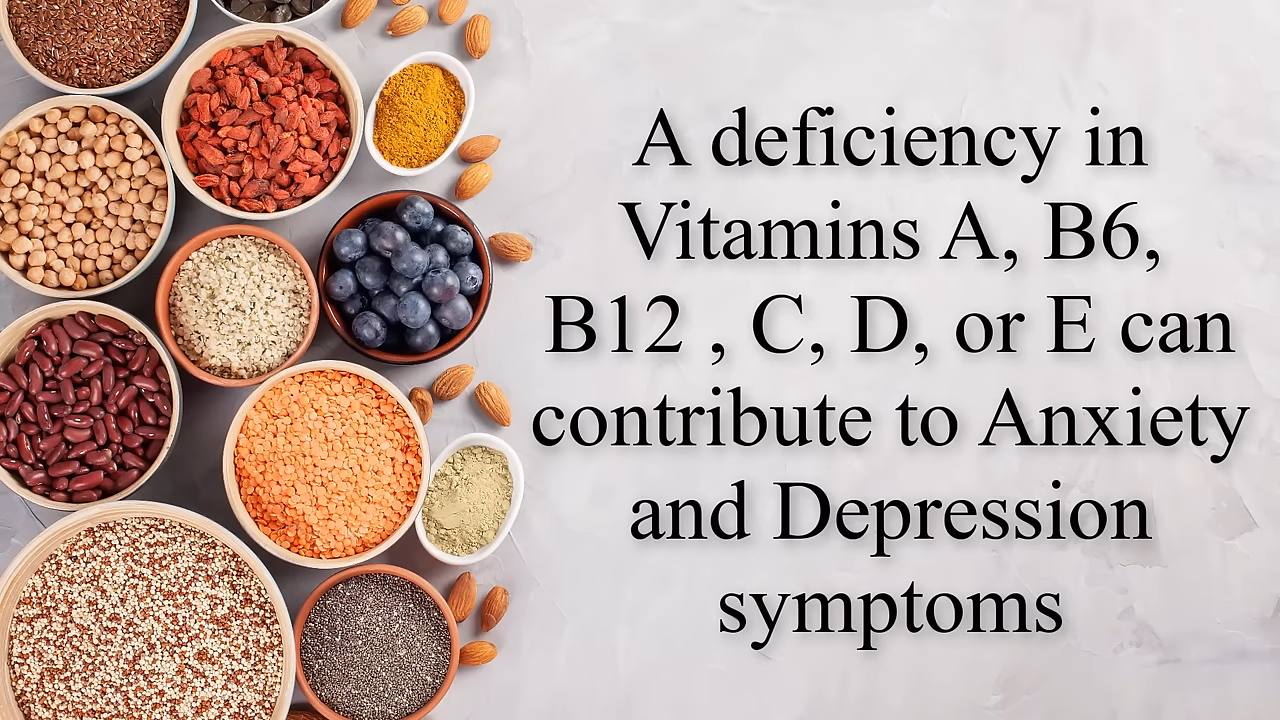 A deficiency in
Vitamins A, B6,
B12 , C, D, or E can
contribute to Anxiety
and Depression
symptoms